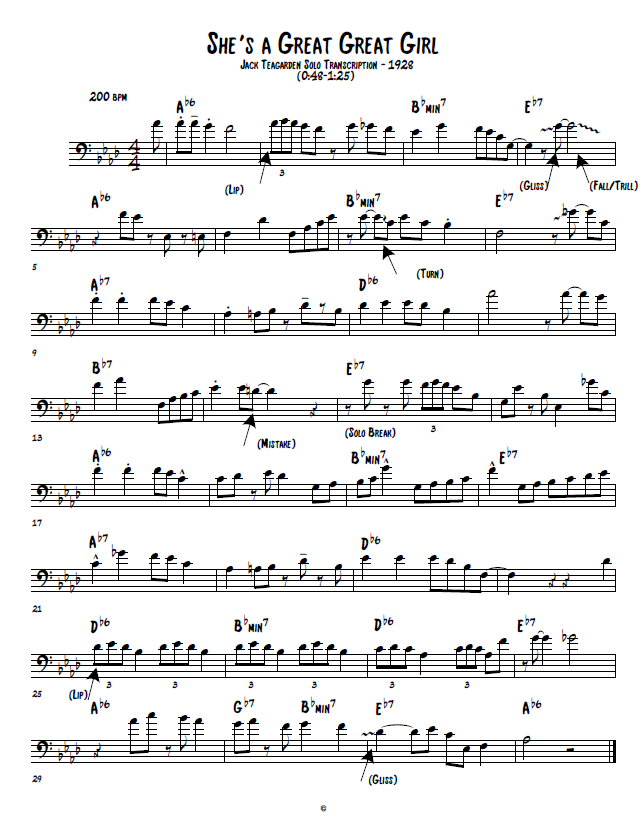 She's a Great Great Girl
Jack Teagarden Solo Transcription - 1928
(0:48-1:25)
200 bpm
A♭6 B♭min7 E♭7
4
4
3
(Lip) (Gliss) (Fall/Trill)
A♭6 B♭min7 E♭7
5
(Turn)
A♭7 D♭6
9
B♭7 E♭7
13 3
(Mistake) (Solo Break)
A♭6 B♭min7 E♭7
17
A♭7 D♭6
21
D♭6 B♭min7 D♭6 E♭7
25 (Lip) 3 3 3 3 3 3
A♭6 G♭7 B♭min7 E♭7 A♭6
29
(Gliss)
©